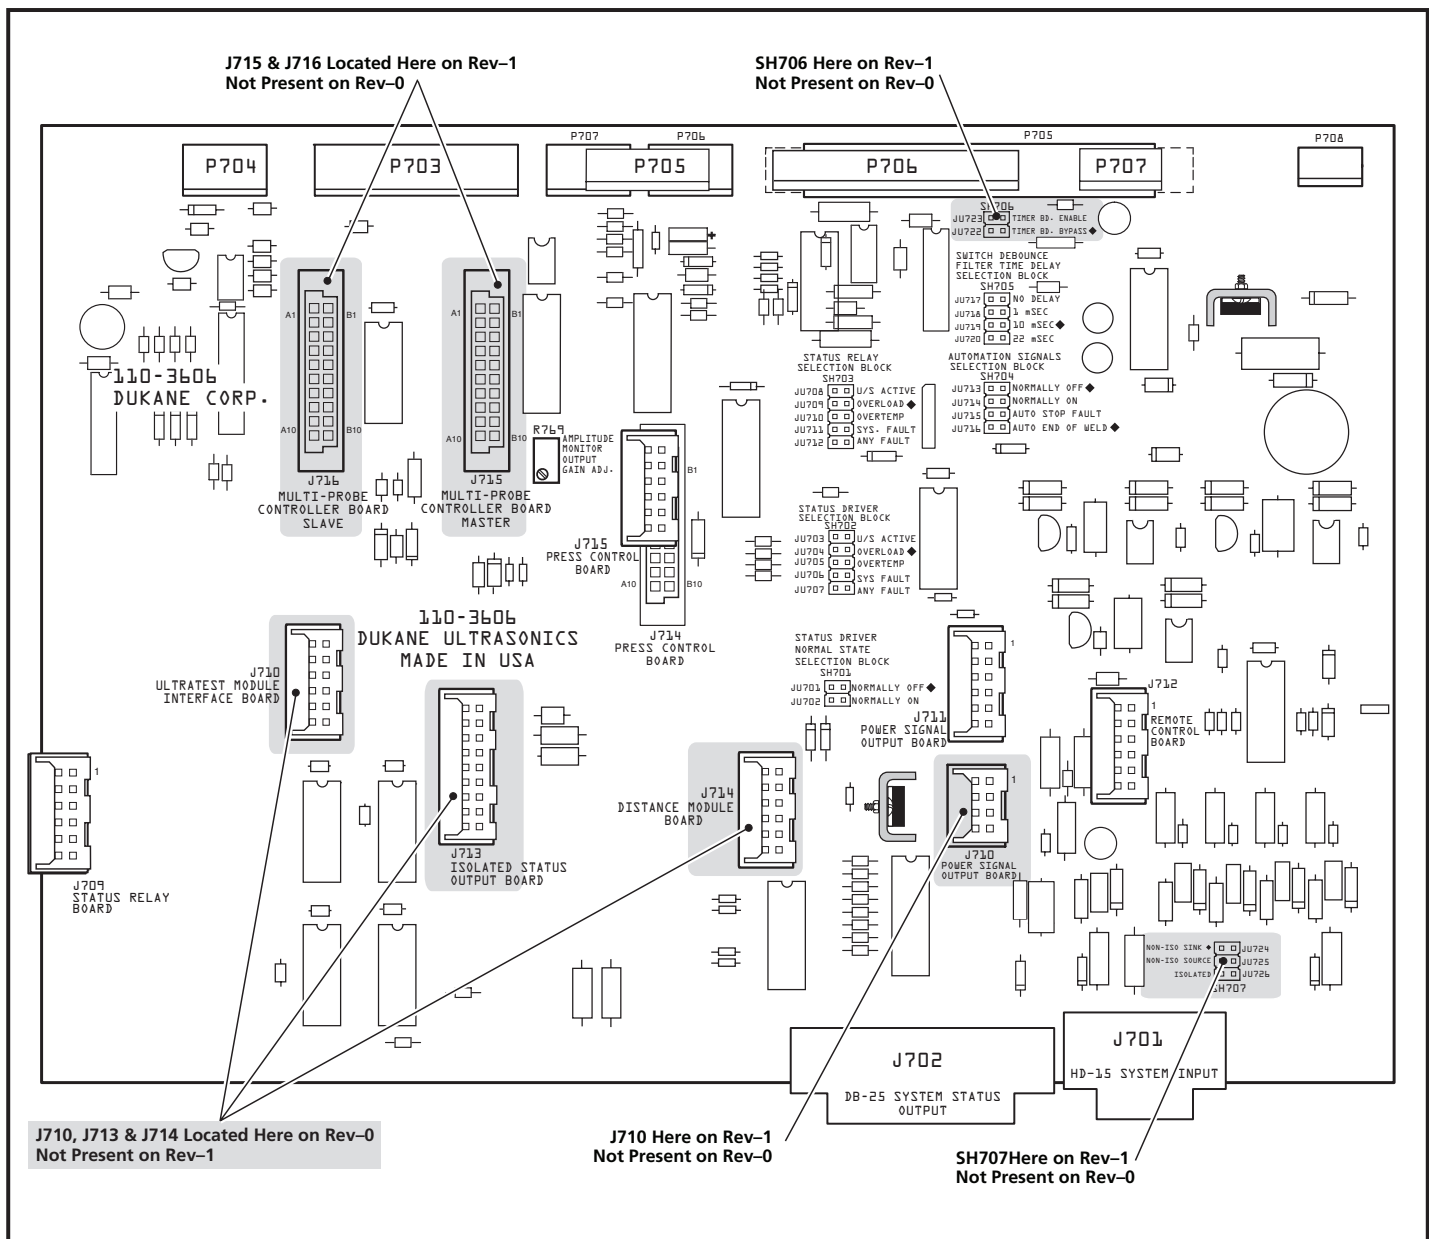 J715 & J716 Located Here on Rev–1
Not Present on Rev–0
SH706 Here on Rev–1
Not Present on Rev–0
P707
P706
P705
P708
P704
P703
P705
P706
P707
SH706
JU723 TIMER BD. ENABLE
JU722 TIMER BD. BYPASS◆
SWITCH DEBOUNCE
FILTER TIME DELAY
SELECTION BLOCK
SH705
JU717 NO DELAY
JU718 1 mSEC
JU719 10 mSEC◆
JU720 22 mSEC
AUTOMATION SIGNALS
SELECTION BLOCK
SH704
JU713 NORMALLY OFF◆
JU714 NORMALLY ON
JU715 AUTO STOP FAULT
JU716 AUTO END OF WELD◆
STATUS RELAY
SELECTION BLOCK
SH703
JU708 U/S ACTIVE
JU709 OVERLOAD◆
JU710 OVERTEMP
JU711 SYS. FAULT
JU712 ANY FAULT
110-3606
DUKANE CORP.
A1 B1
A10 B10
J716
MULTI-PROBE
CONTROLLER BOARD
SLAVE
A1 B1
A10 B10
J715
MULTI-PROBE
CONTROLLER BOARD
MASTER
R769
AMPLITUDE
MONITOR
OUTPUT
GAIN ADJ.
+
B1
J715
PRESS CONTROL
BOARD
A10 B10
J714
PRESS CONTROL
BOARD
STATUS DRIVER
SELECTION BLOCK
SH702
JU703 U/S ACTIVE
JU704 OVERLOAD◆
JU705 OVERTEMP
JU706 SYS FAULT
JU707 ANY FAULT
110-3606
DUKANE ULTRASONICS
MADE IN USA
STATUS DRIVER
NORMAL STATE
SELECTION BLOCK
SH701
JU701 NORMALLY OFF◆
JU702 NORMALLY ON
J710
ULTRATEST MODULE
INTERFACE BOARD
1
J711
POWER SIGNAL
OUTPUT BOARD
J712
1
REMOTE
CONTROL
BOARD
1
J709
STATUS RELAY
BOARD
J713
ISOLATED STATUS
OUTPUT BOARD
J714
DISTANCE MODULE
BOARD
1
J710
POWER SIGNAL
OUTPUT BOARD
NON-ISO SINK ◆ JU724
NON-ISO SOURCE JU725
ISOLATED JU726
SH707
J702
DB-25 SYSTEM STATUS
OUTPUT
J701
HD-15 SYSTEM INPUT
J710, J713 & J714 Located Here on Rev–0
Not Present on Rev–1
J710 Here on Rev–1
Not Present on Rev–0
SH707Here on Rev–1
Not Present on Rev–0